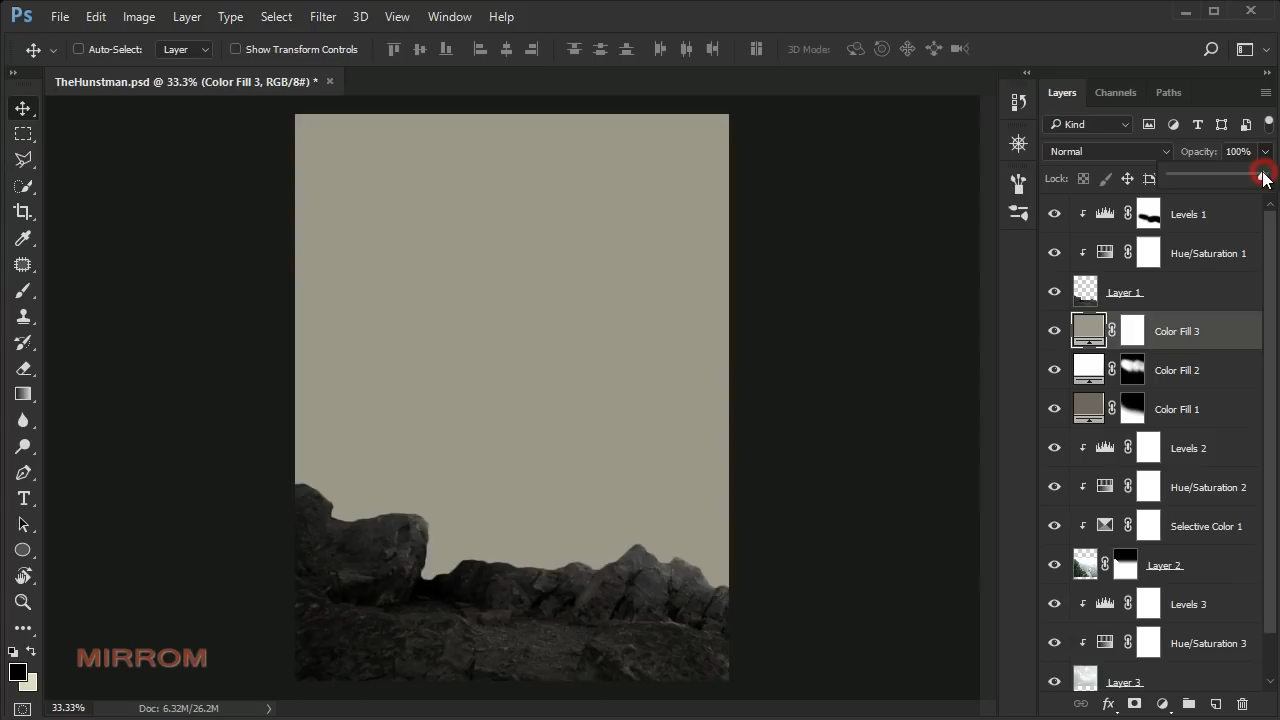 Ps File Edit Image Layer Type Select Filter 3D View Window Help
Auto-Select: Layer Show Transform Controls 3D Mode:
TheHunstman.psd @ 33.3% (Color Fill 3, RGB/8#) * ×
Layers Channels Paths
Kind
Normal Opacity: 100%
Lock:
Levels 1
Hue/Saturation 1
Layer 1
Color Fill 3
Color Fill 2
Color Fill 1
Levels 2
Hue/Saturation 2
Selective Color 1
Layer 2
Levels 3
Hue/Saturation 3
Layer 3
MIRROM
33.33% Doc: 6.32M/26.2M
fx